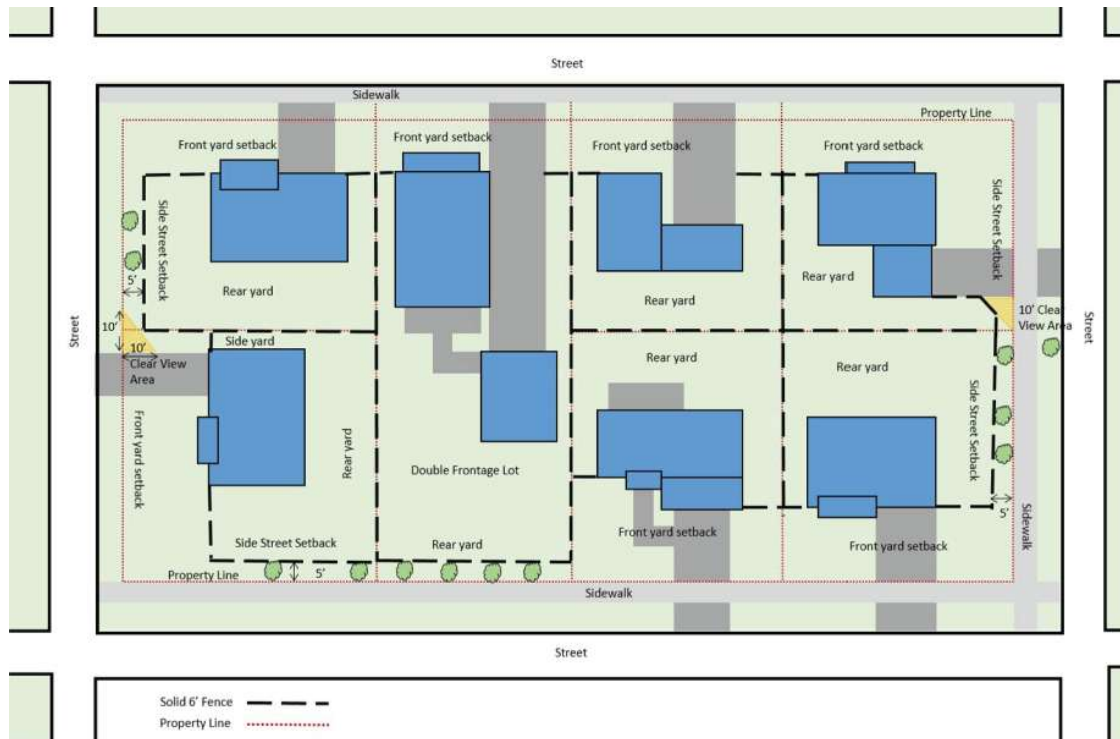 Street
Sidewalk
Property Line
Front yard setback
Front yard setback
Front yard setback
Front yard setback
Side Street Setback
Side Street Setback
5'
Rear yard
Rear yard
Rear yard
10'
10'
Clear View
Area
Street
Side yard
10' Clear
View Area
Street
Rear yard
Rear yard
Front yard setback
Rear yard
Double Frontage Lot
Side Street Setback
5'
Sidewalk
Side Street Setback
Rear yard
Front yard setback
Front yard setback
Property Line
5'
Sidewalk
Street
Solid 6' Fence
Property Line